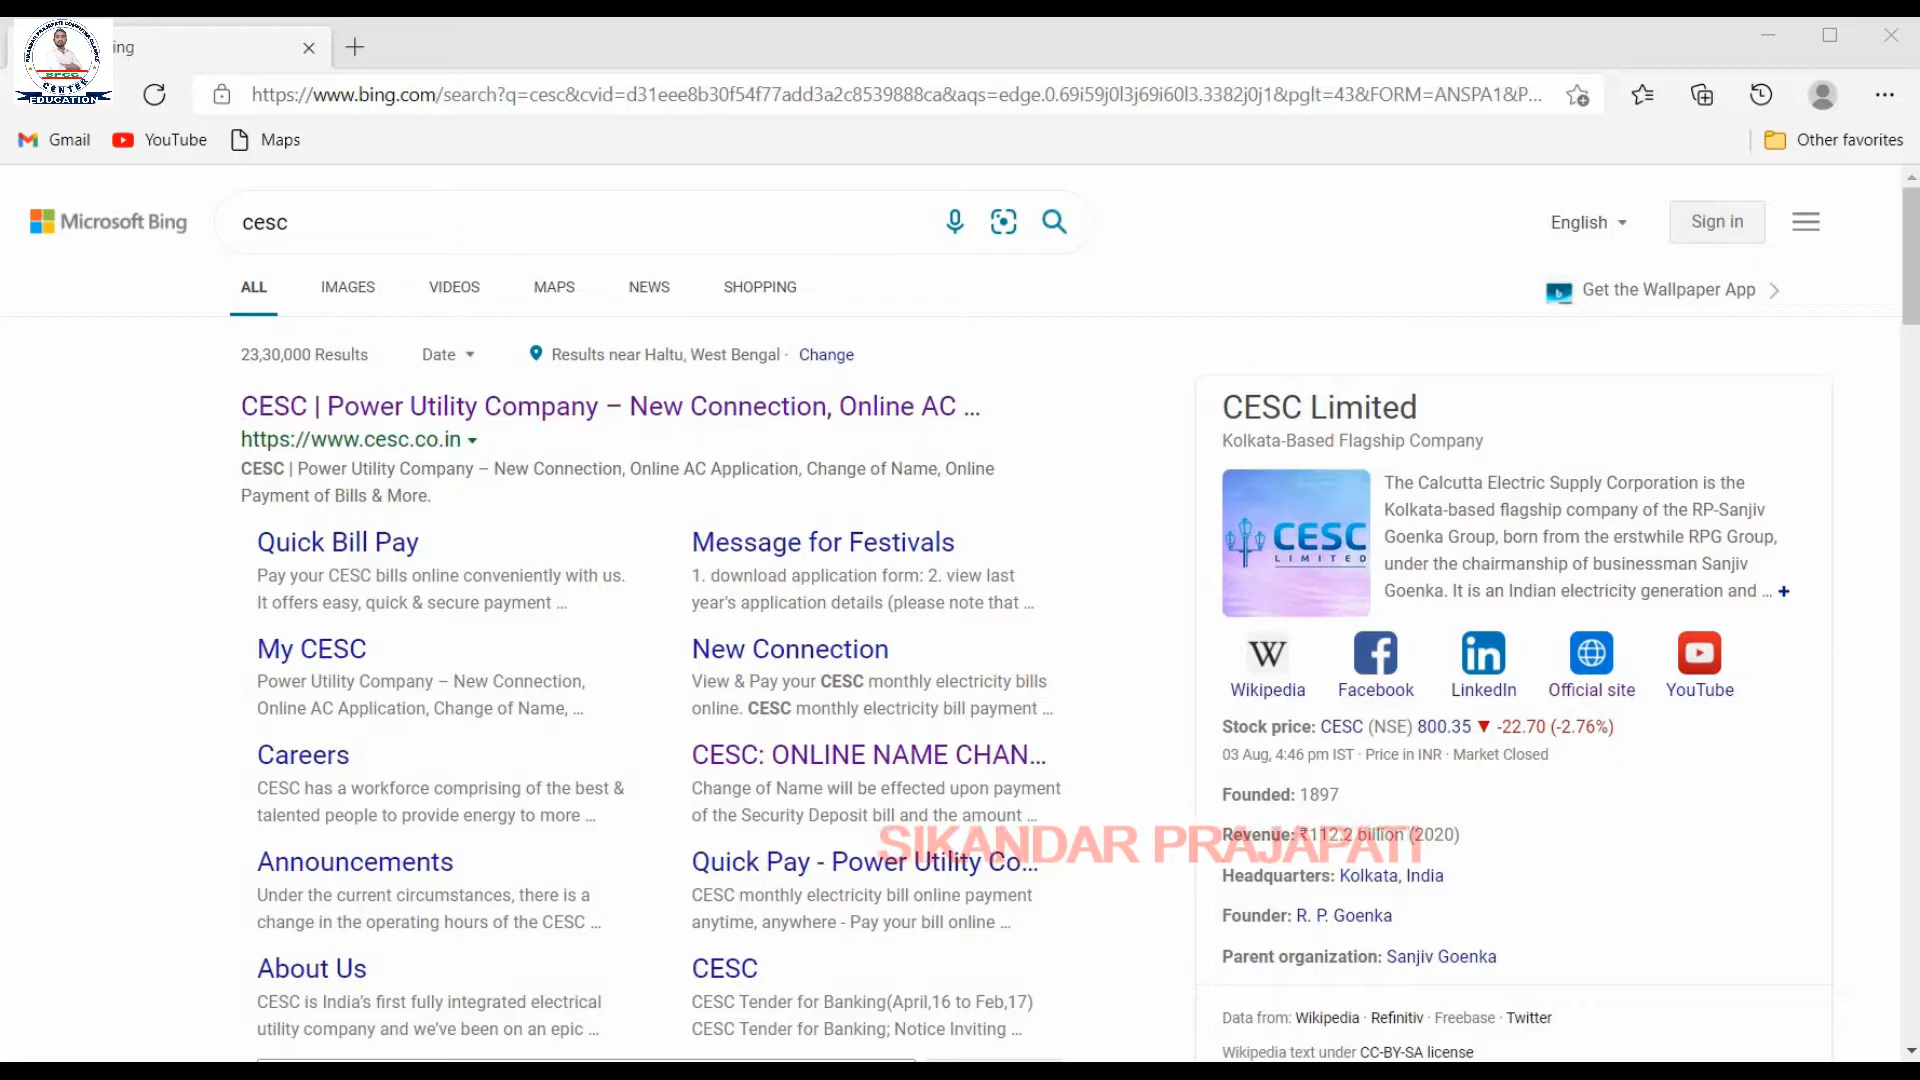 ing
https://www.bing.com/search?q=cesc&cvid=d31eee8b30f54f77add3a2c8539888ca&aqs=edge.0.69i59j0l3j69i60l3.3382j0j1&pglt=43&FORM=ANSPA1&P...
EDUCATION
Gmail YouTube Maps Other favorites
Microsoft Bing
cesc
English
Sign in
ALL IMAGES VIDEOS MAPS NEWS SHOPPING
Get the Wallpaper App
23,30,000 Results Date Results near Haltu, West Bengal · Change
CESC | Power Utility Company – New Connection, Online AC ...
https://www.cesc.co.in
CESC | Power Utility Company – New Connection, Online AC Application, Change of Name, Online
Payment of Bills & More.
Quick Bill Pay
Pay your CESC bills online conveniently with us.
It offers easy, quick & secure payment ...
Message for Festivals
1. download application form: 2. view last
year's application details (please note that ...
My CESC
Power Utility Company – New Connection,
Online AC Application, Change of Name, ...
New Connection
View & Pay your CESC monthly electricity bills
online. CESC monthly electricity bill payment ...
Careers
CESC has a workforce comprising of the best &
talented people to provide energy to more ...
CESC: ONLINE NAME CHAN...
Change of Name will be effected upon payment
of the Security Deposit bill and the amount ...
Announcements
Under the current circumstances, there is a
change in the operating hours of the CESC ...
Quick Pay - Power Utility Co...
CESC monthly electricity bill online payment
anytime, anywhere - Pay your bill online ...
About Us
CESC is India's first fully integrated electrical
utility company and we've been on an epic ...
CESC
CESC Tender for Banking(April,16 to Feb,17)
CESC Tender for Banking; Notice Inviting ...
SIKANDAR PRAJAPATI
CESC Limited
Kolkata-Based Flagship Company
CESC
LIMITED
The Calcutta Electric Supply Corporation is the
Kolkata-based flagship company of the RP-Sanjiv
Goenka Group, born from the erstwhile RPG Group,
under the chairmanship of businessman Sanjiv
Goenka. It is an Indian electricity generation and ... +
Wikipedia Facebook LinkedIn Official site YouTube
Stock price: CESC (NSE) 800.35 ▼ -22.70 (-2.76%)
03 Aug, 4:46 pm IST · Price in INR · Market Closed
Founded: 1897
Revenue: ₹112.2 billion (2020)
Headquarters: Kolkata, India
Founder: R. P. Goenka
Parent organization: Sanjiv Goenka
Data from: Wikipedia · Refinitiv · Freebase · Twitter
Wikipedia text under CC-BY-SA license